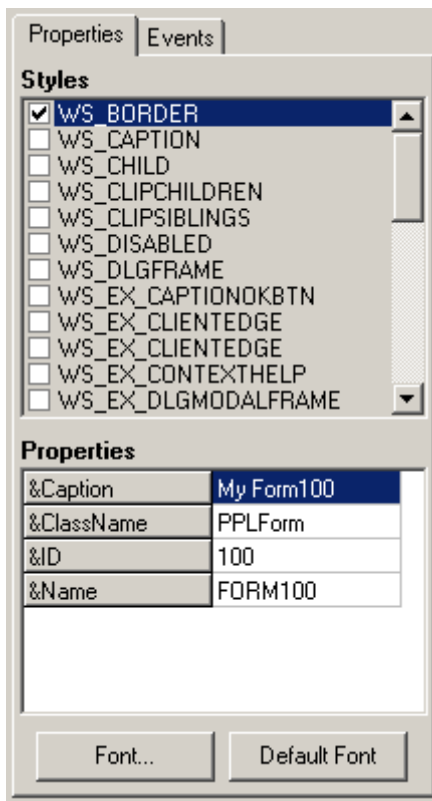 Properties Events
Styles
WS_BORDER
WS_CAPTION
WS_CHILD
WS_CLIPCHILDREN
WS_CLIPSIBLINGS
WS_DISABLED
WS_DLGFRAME
WS_EX_CAPTIONOKBTN
WS_EX_CLIENTEDGE
WS_EX_CLIENTEDGE
WS_EX_CONTEXTHELP
WS_EX_DLGMODALFRAME
Properties
&Caption My Form100
&ClassName PPLForm
&ID 100
&Name FORM100
Font... Default Font